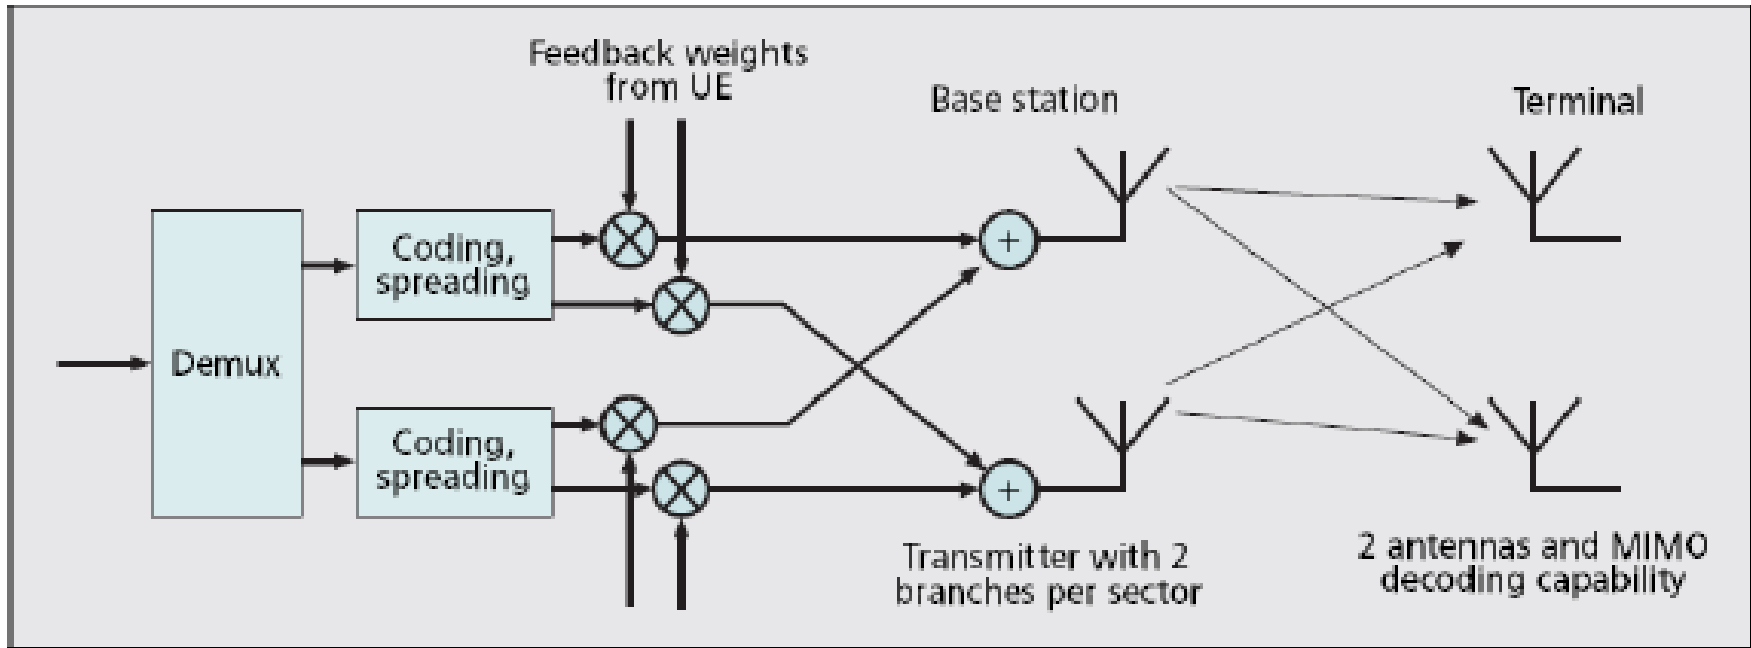 Feedback weights
from UE
Base station
Terminal
Coding,
spreading
Demux
Coding,
spreading
+
+
Transmitter with 2
branches per sector
2 antennas and MIMO
decoding capability